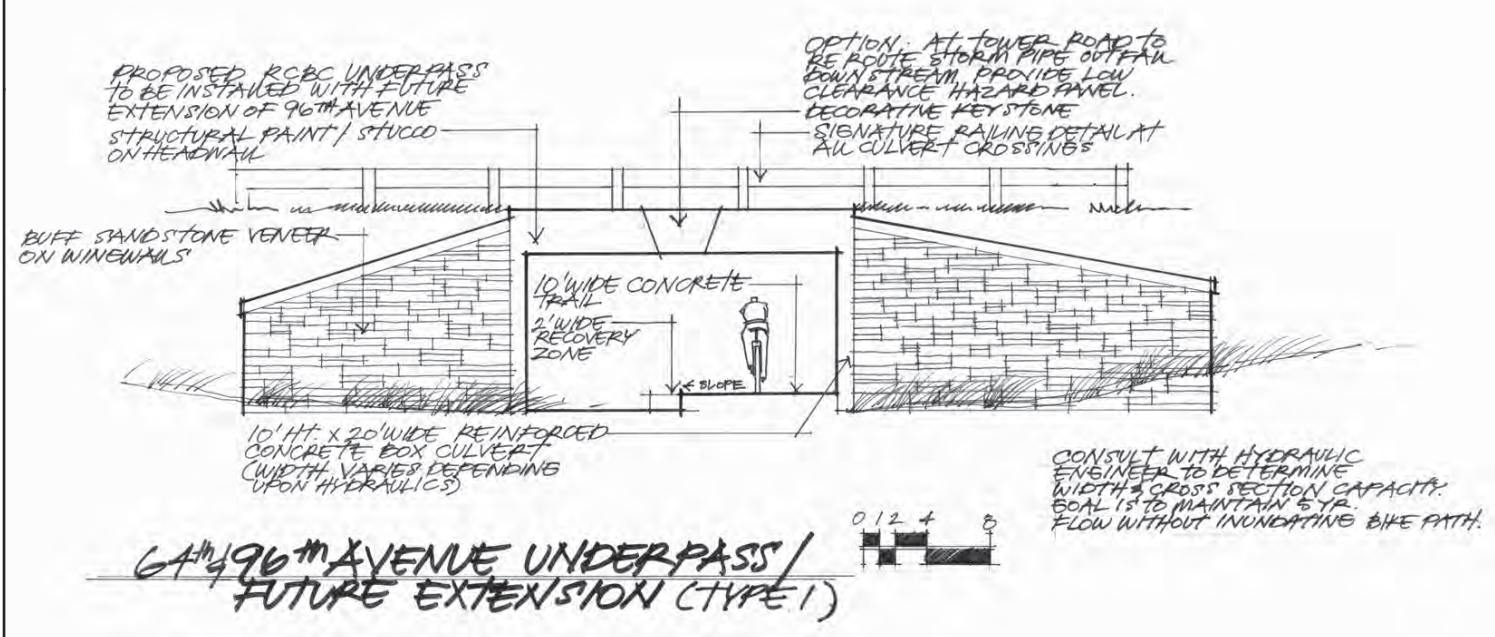 PROPOSED RCBC UNDERPASS
TO BE INSTALLED WITH FUTURE
EXTENSION OF 96TH AVENUE
STRUCTURAL PAINT / STUCCO
ON HEADWALL
OPTION: AT TOWER ROAD TO
RE ROUTE STORM PIPE OUTFALL
DOWNSTREAM, PROVIDE LOW
CLEARANCE HAZARD PANEL.
DECORATIVE KEYSTONE
SIGNATURE RAILING DETAIL AT
ALL CULVERT CROSSINGS
BUFF SANDSTONE VENEER
ON WINGWALLS
10' WIDE CONCRETE
TRAIL
2' WIDE
RECOVERY
ZONE
← SLOPE
10' HT. X 20' WIDE REINFORCED
CONCRETE BOX CULVERT
(WIDTH VARIES DEPENDING
UPON HYDRAULICS)
CONSULT WITH HYDRAULIC
ENGINEER TO DETERMINE
WIDTH & CROSS SECTION CAPACITY.
GOAL IS TO MAINTAIN 5 YR.
FLOW WITHOUT INUNDATING BIKE PATH.
0 1 2 4 8
64th & 96th AVENUE UNDERPASS /
FUTURE EXTENSION (TYPE 1)